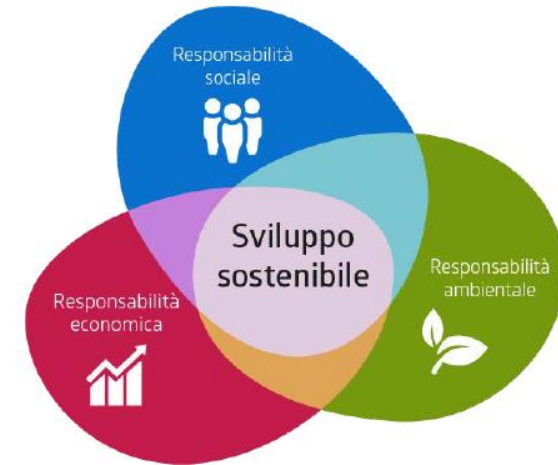 Responsabilità
sociale
Sviluppo
sostenibile
Responsabilità
ambientale
Responsabilità
economica